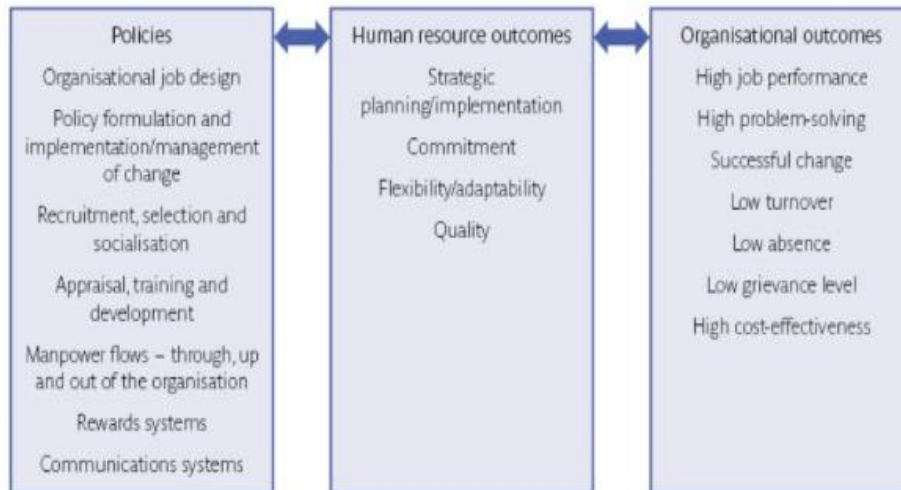 Policies
Organisational job design
Policy formulation and
implementation/management
of change
Recruitment, selection and
socialisation
Appraisal, training and
development
Manpower flows – through, up
and out of the organisation
Rewards systems
Communications systems
Human resource outcomes
Strategic
planning/implementation
Commitment
Flexibility/adaptability
Quality
Organisational outcomes
High job performance
High problem-solving
Successful change
Low turnover
Low absence
Low grievance level
High cost-effectiveness